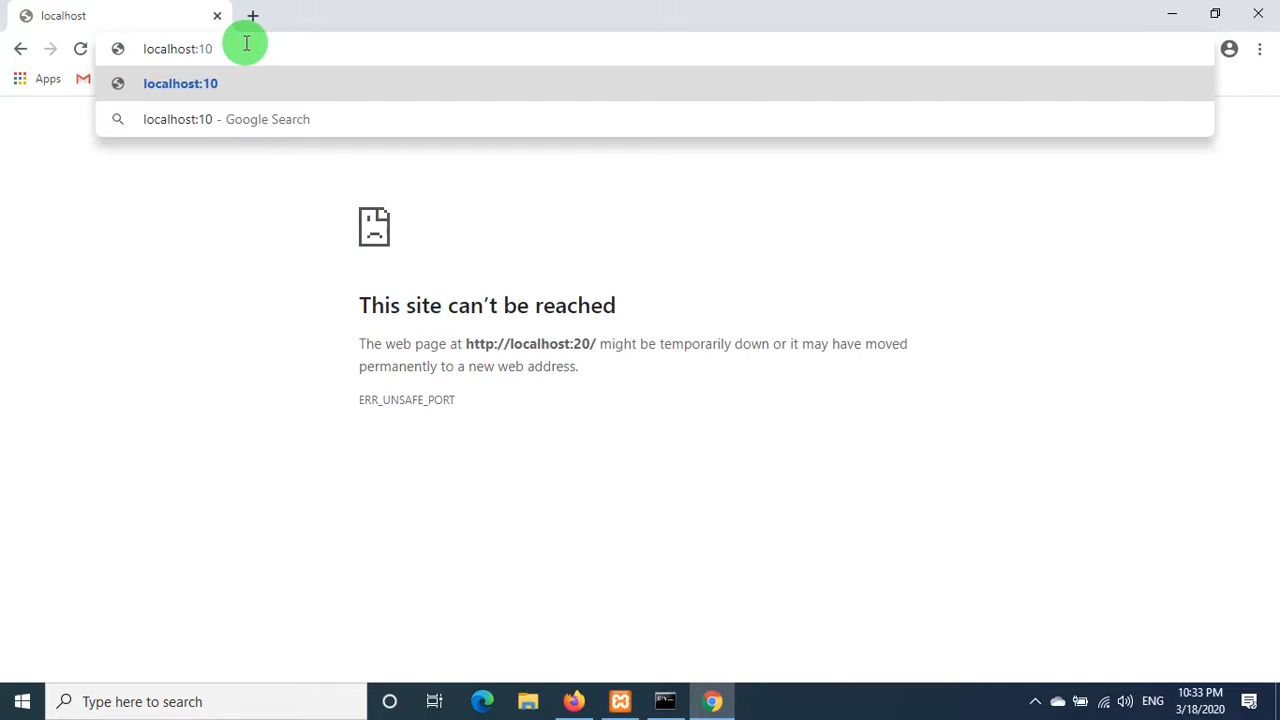 localhost
localhost:10
Apps
localhost:10
localhost:10 - Google Search
This site can't be reached
The web page at http://localhost:20/ might be temporarily down or it may have moved
permanently to a new web address.
ERR_UNSAFE_PORT
Type here to search
ENG
10:33 PM
3/18/2020